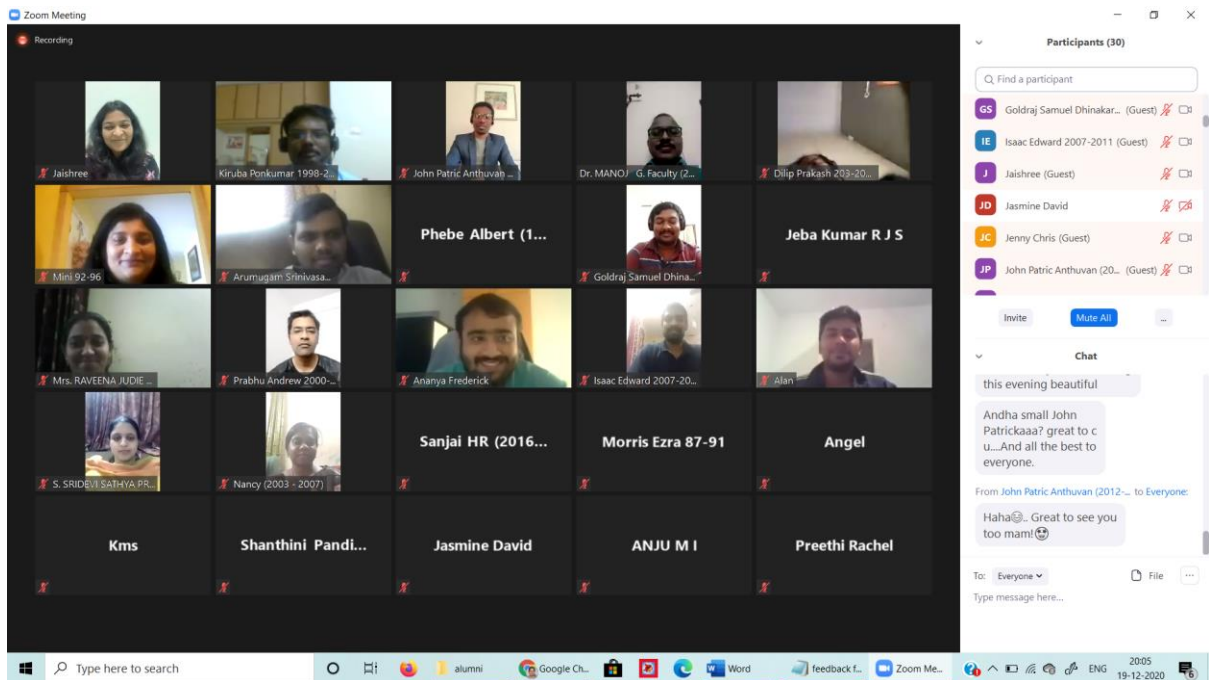 Zoom Meeting
Recording
Jaishree
Kiruba Ponkumar 1998-2...
John Patric Anthuvan ...
Dr. MANOJ G. Faculty (2...
Dilip Prakash 203-20...
Mini 92-96
Arumugam Srinivasa...
Phebe Albert (1...
Goldraj Samuel Dhina...
Jeba Kumar R J S
Mrs. RAVEENA JUDIE ...
Prabhu Andrew 2000-...
Ananya Frederick
Isaac Edward 2007-20...
Alan
S. SRIDEVI SATHYA PR...
Nancy (2003 - 2007)
Sanjai HR (2016...
Morris Ezra 87-91
Angel
Kms
Shanthini Pandi...
Jasmine David
ANJU M I
Preethi Rachel
Participants (30)
Find a participant
GS Goldraj Samuel Dhinakar... (Guest)
IE Isaac Edward 2007-2011 (Guest)
J Jaishree (Guest)
JD Jasmine David
JC Jenny Chris (Guest)
JP John Patric Anthuvan (20... (Guest)
Invite Mute All ...
Chat
this evening beautiful
Andha small John
Patrickaaa? great to c
u....And all the best to
everyone.
From John Patric Anthuvan (2012-... to Everyone:
Haha.. Great to see you
too mam!
To: Everyone File ...
Type message here...
Type here to search
alumni
Google Ch...
Word
feedback f...
Zoom Me...
ENG
20:05
19-12-2020
6